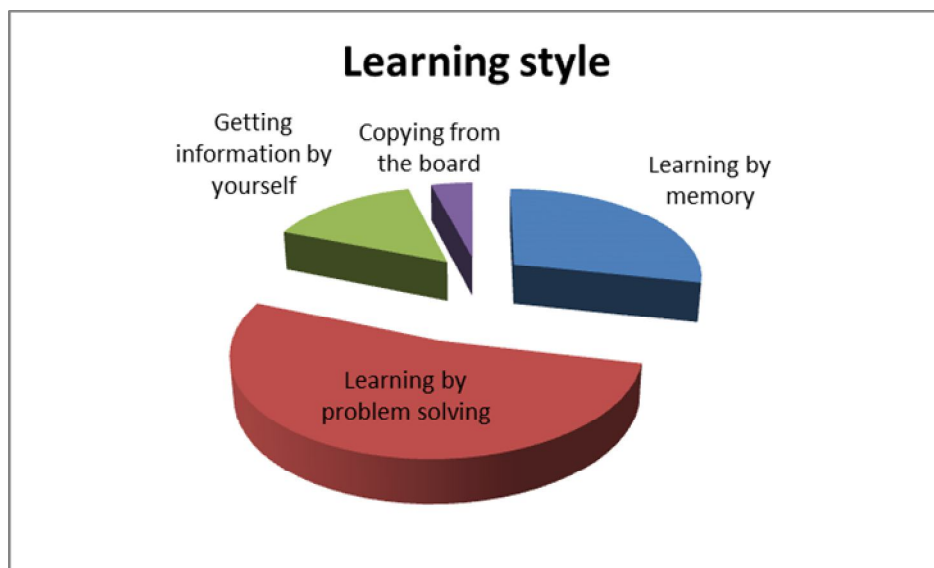 Learning style
Getting
information by
yourself
Copying from
the board
Learning by
memory
Learning by
problem solving